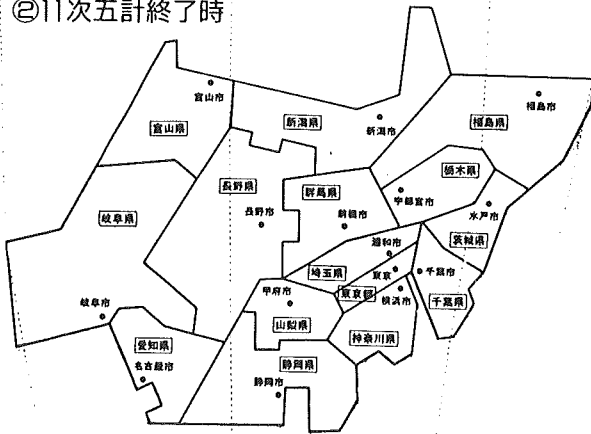 ②11次五計終了時
富山市
富山県
新潟県
新潟市
福島市
福島県
栃木県
宇都宮市
水戸市
茨城県
長野県
長野市
群馬県
前橋市
岐阜県
岐阜市
浦和市
埼玉県
東京
東京都
千葉市
千葉県
横浜市
神奈川県
甲府市
山梨県
愛知県
名古屋市
静岡県
静岡市